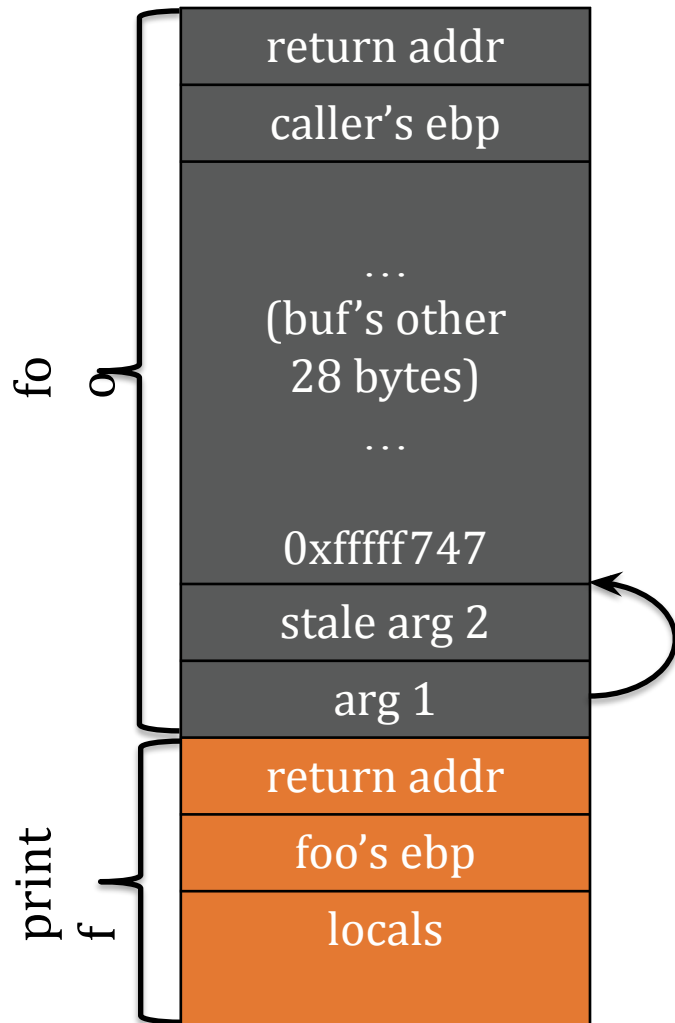 return addr
caller’s ebp
...
(buf’s other
28 bytes)
...
0xfffff747
stale arg 2
arg 1
return addr
foo’s ebp
locals
fo
o
print
f